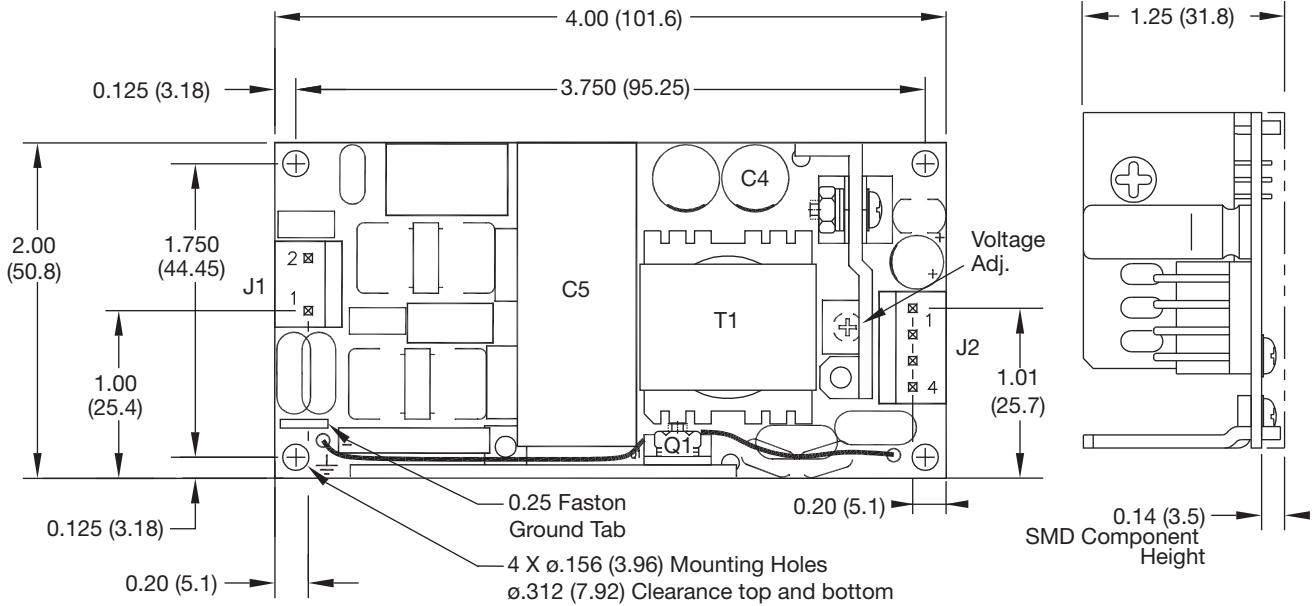 4.00 (101.6)
1.25 (31.8)
0.125 (3.18)
3.750 (95.25)
C4
2.00
(50.8)
1.750
(44.45)
Voltage
Adj.
J1
2
1
C5
T1
1
4
J2
1.00
(25.4)
1.01
(25.7)
Q1
0.125 (3.18)
0.25 Faston
Ground Tab
0.20 (5.1)
0.14 (3.5)
SMD Component
Height
4 X ø.156 (3.96) Mounting Holes
ø.312 (7.92) Clearance top and bottom
0.20 (5.1)